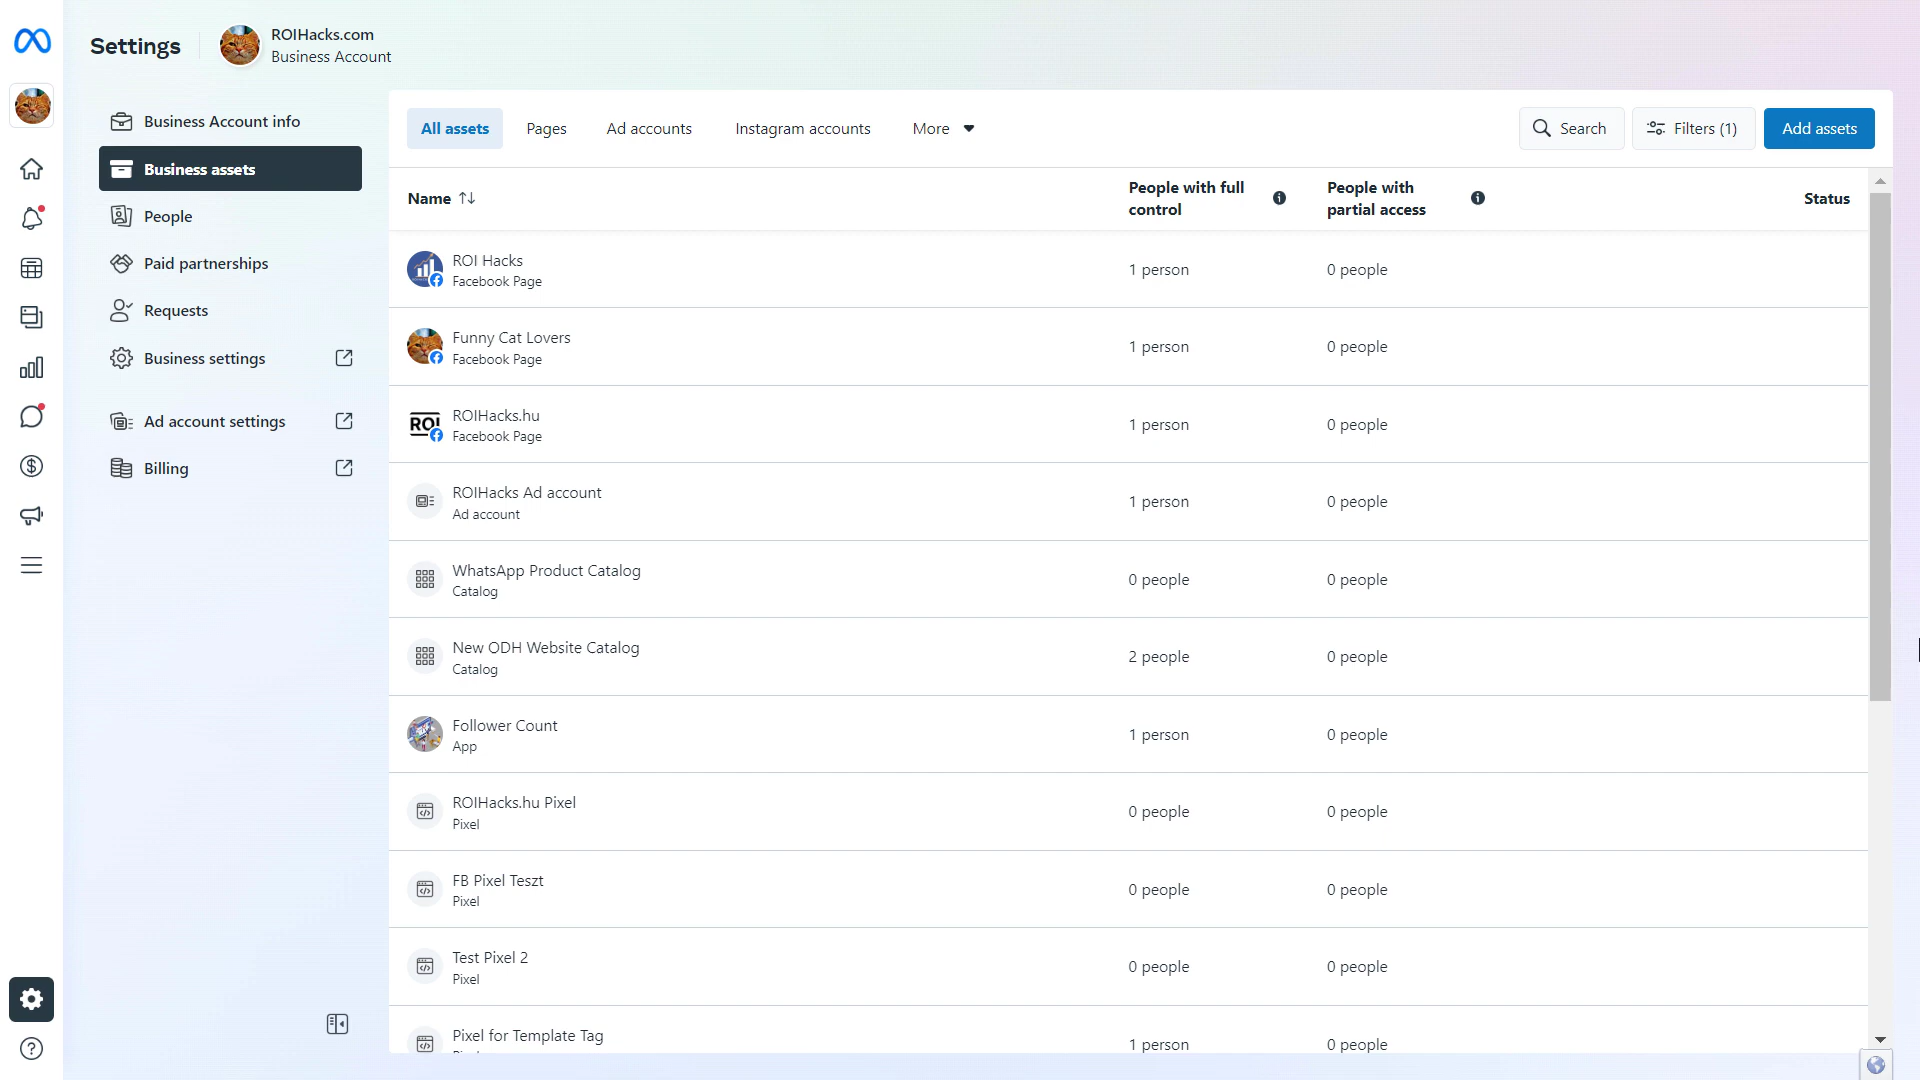 Settings
ROIHacks.com
Business Account
Business Account info
Business assets
People
Paid partnerships
Requests
Business settings
Ad account settings
Billing
All assets
Pages
Ad accounts
Instagram accounts
More
Search
Filters (1)
Add assets
Name
People with full
control
People with
partial access
Status
ROI Hacks
Facebook Page
1 person
0 people
Funny Cat Lovers
Facebook Page
1 person
0 people
ROI
ROIHacks.hu
Facebook Page
1 person
0 people
ROIHacks Ad account
Ad account
1 person
0 people
WhatsApp Product Catalog
Catalog
0 people
0 people
New ODH Website Catalog
Catalog
2 people
0 people
Follower Count
App
1 person
0 people
ROIHacks.hu Pixel
Pixel
0 people
0 people
FB Pixel Teszt
Pixel
0 people
0 people
Test Pixel 2
Pixel
0 people
0 people
Pixel for Template Tag
1 person
0 people